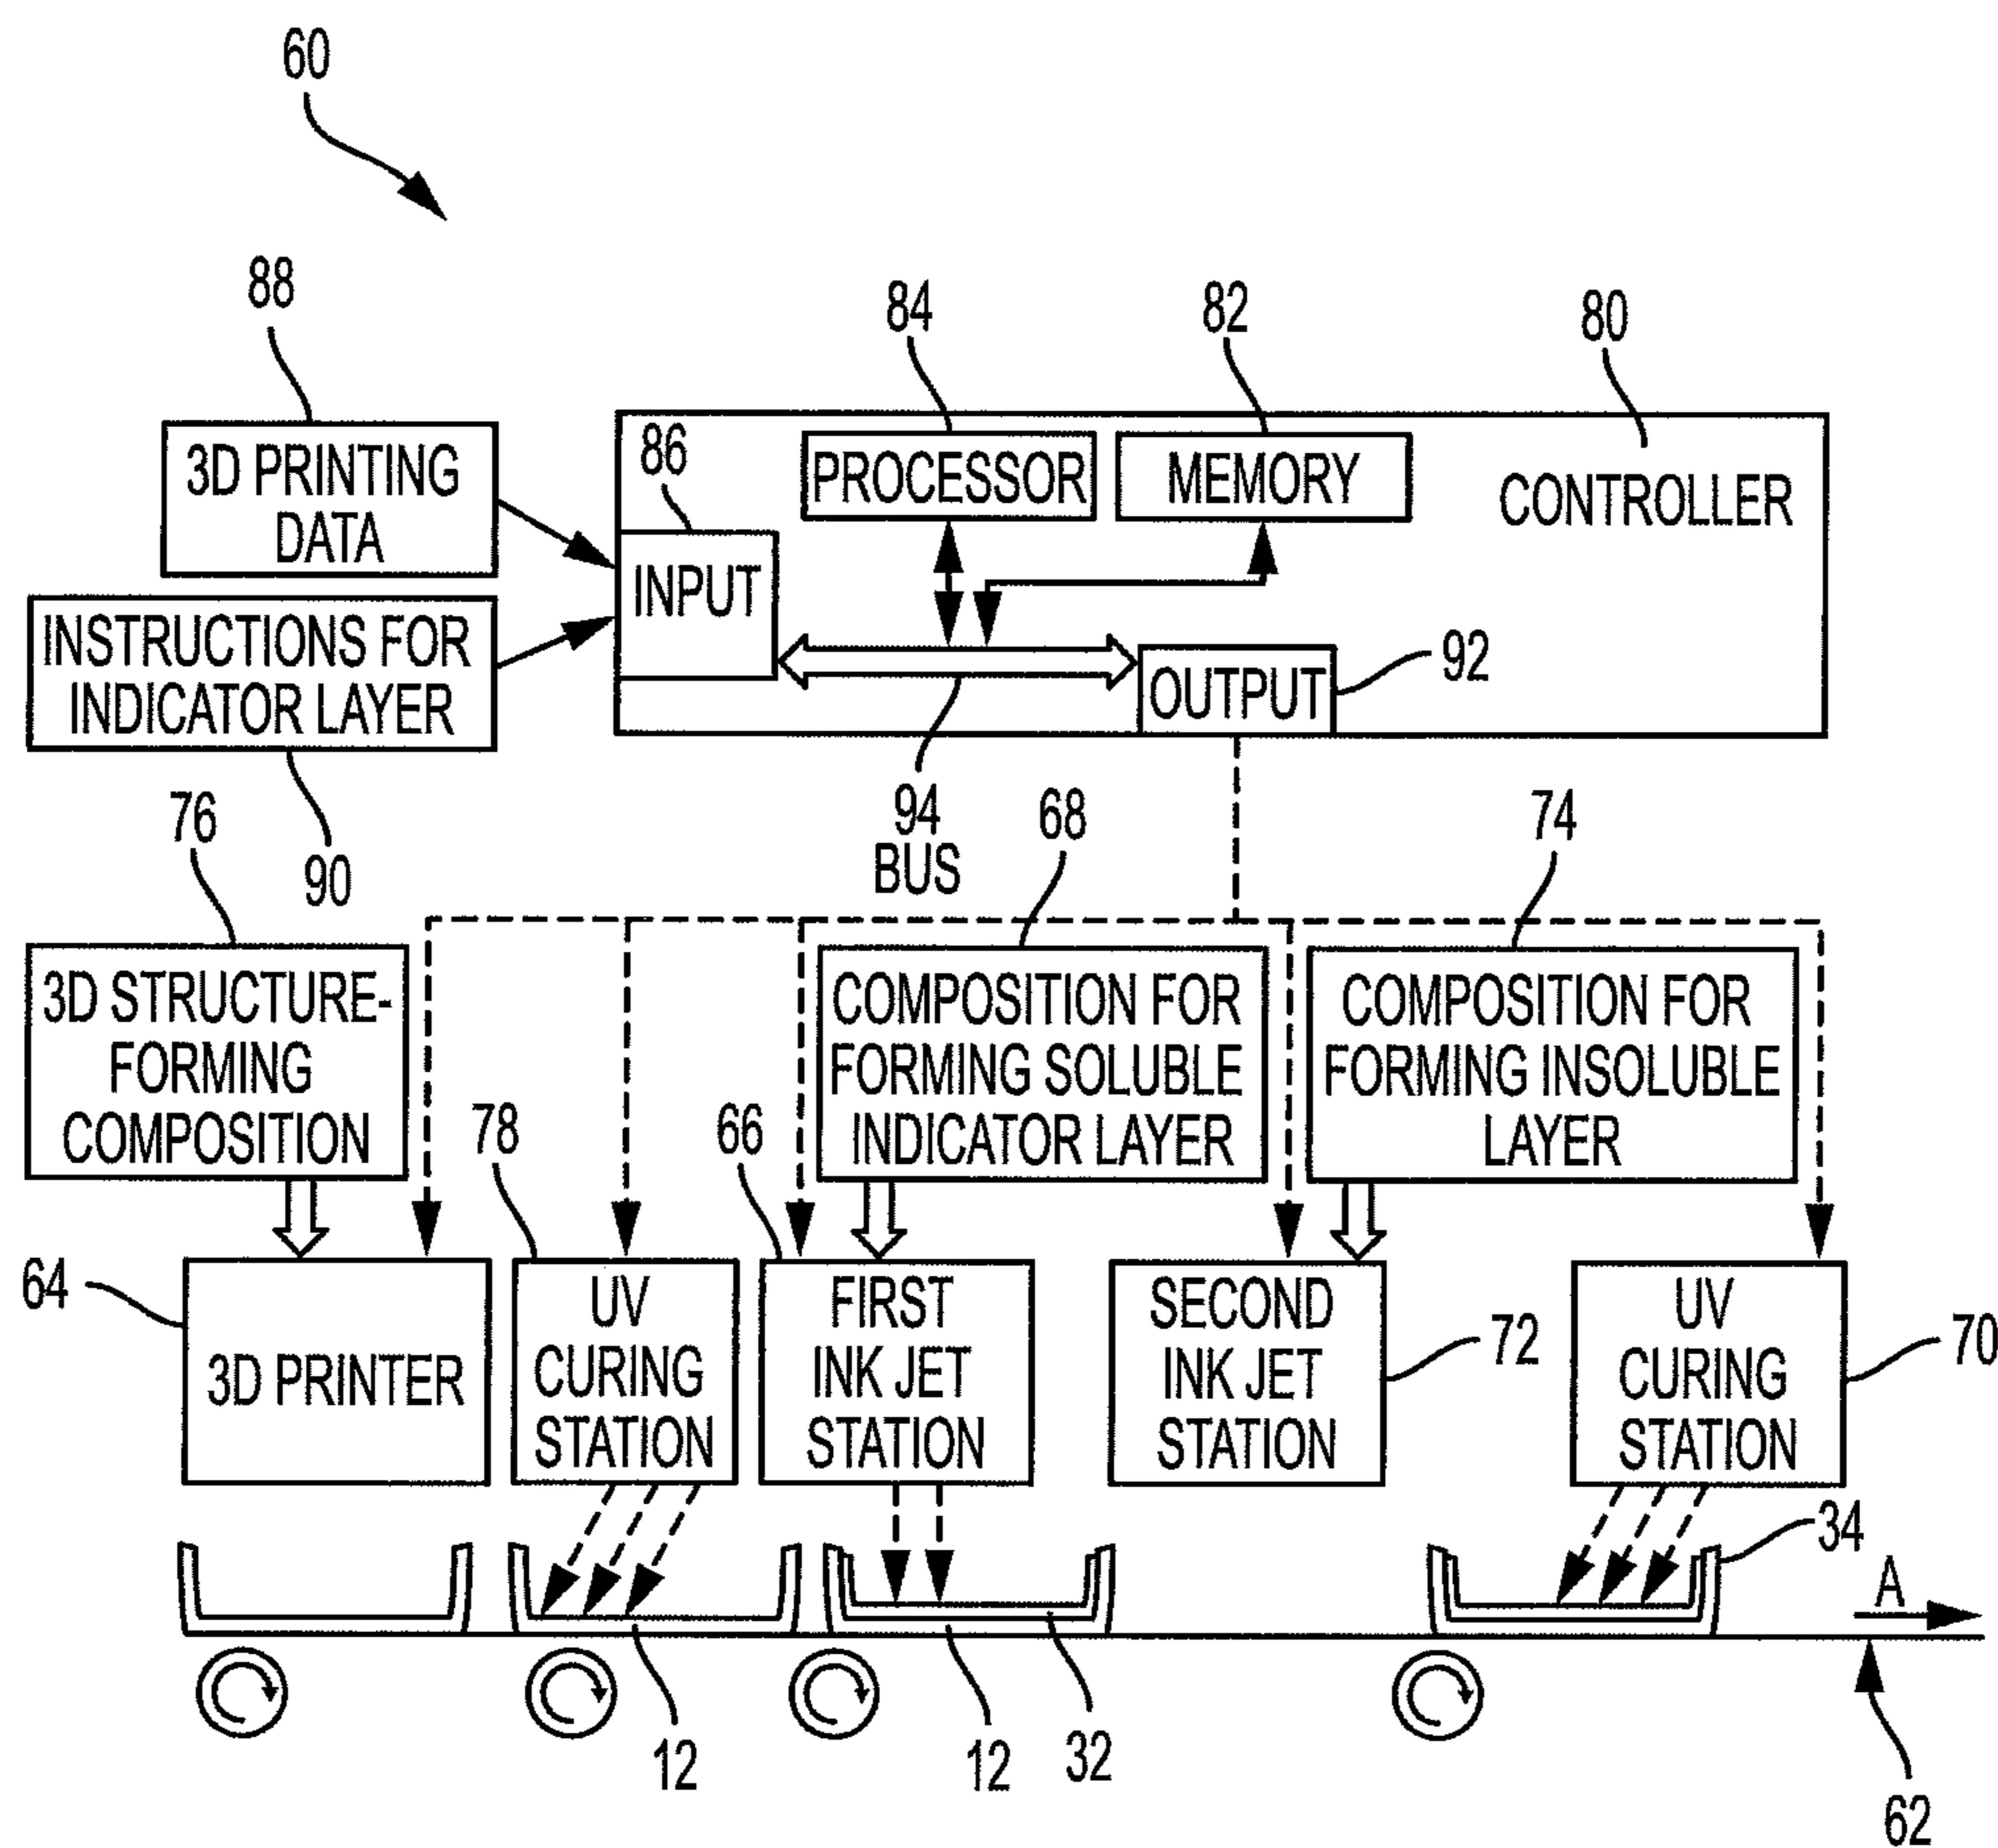 60
88
84
82
80
3D PRINTING
DATA
86
PROCESSOR
MEMORY
CONTROLLER
INPUT
INSTRUCTIONS FOR
INDICATOR LAYER
OUTPUT
92
76
90
94
BUS
68
74
3D STRUCTURE-
FORMING
COMPOSITION
COMPOSITION FOR
FORMING SOLUBLE
INDICATOR LAYER
COMPOSITION FOR
FORMING INSOLUBLE
LAYER
78
66
64
3D PRINTER
UV
CURING
STATION
FIRST
INK JET
STATION
SECOND
INK JET
STATION
72
UV
CURING
STATION
70
34
A
12
12
32
62